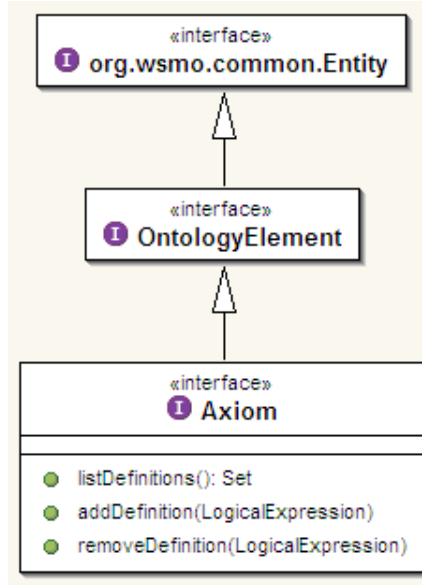 «interface»
I org.wsmo.common.Entity
«interface»
I OntologyElement
«interface»
I Axiom
listDefinitions(): Set
addDefinition(LogicalExpression)
removeDefinition(LogicalExpression)